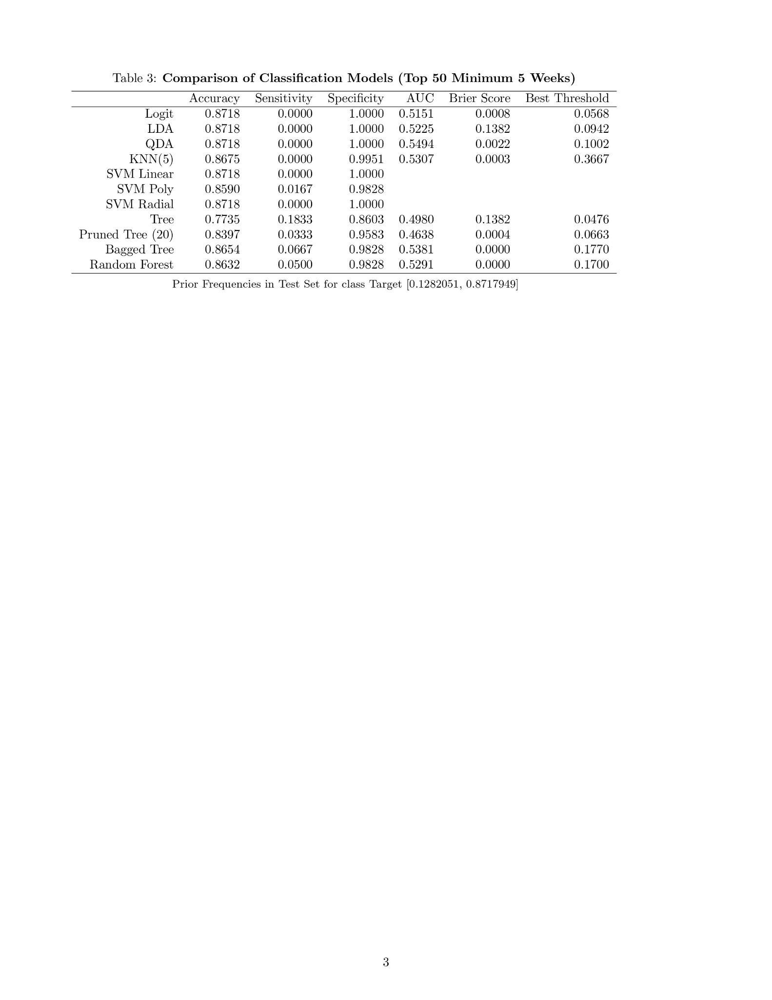 Table 3: Comparison of Classification Models (Top 50 Minimum 5 Weeks)
Accuracy Sensitivity Specificity AUC Brier Score Best Threshold
Logit 0.8718 0.0000 1.0000 0.5151 0.0008 0.0568
LDA 0.8718 0.0000 1.0000 0.5225 0.1382 0.0942
QDA 0.8718 0.0000 1.0000 0.5494 0.0022 0.1002
KNN(5) 0.8675 0.0000 0.9951 0.5307 0.0003 0.3667
SVM Linear 0.8718 0.0000 1.0000
SVM Poly 0.8590 0.0167 0.9828
SVM Radial 0.8718 0.0000 1.0000
Tree 0.7735 0.1833 0.8603 0.4980 0.1382 0.0476
Pruned Tree (20) 0.8397 0.0333 0.9583 0.4638 0.0004 0.0663
Bagged Tree 0.8654 0.0667 0.9828 0.5381 0.0000 0.1770
Random Forest 0.8632 0.0500 0.9828 0.5291 0.0000 0.1700
Prior Frequencies in Test Set for class Target [0.1282051, 0.8717949]
3